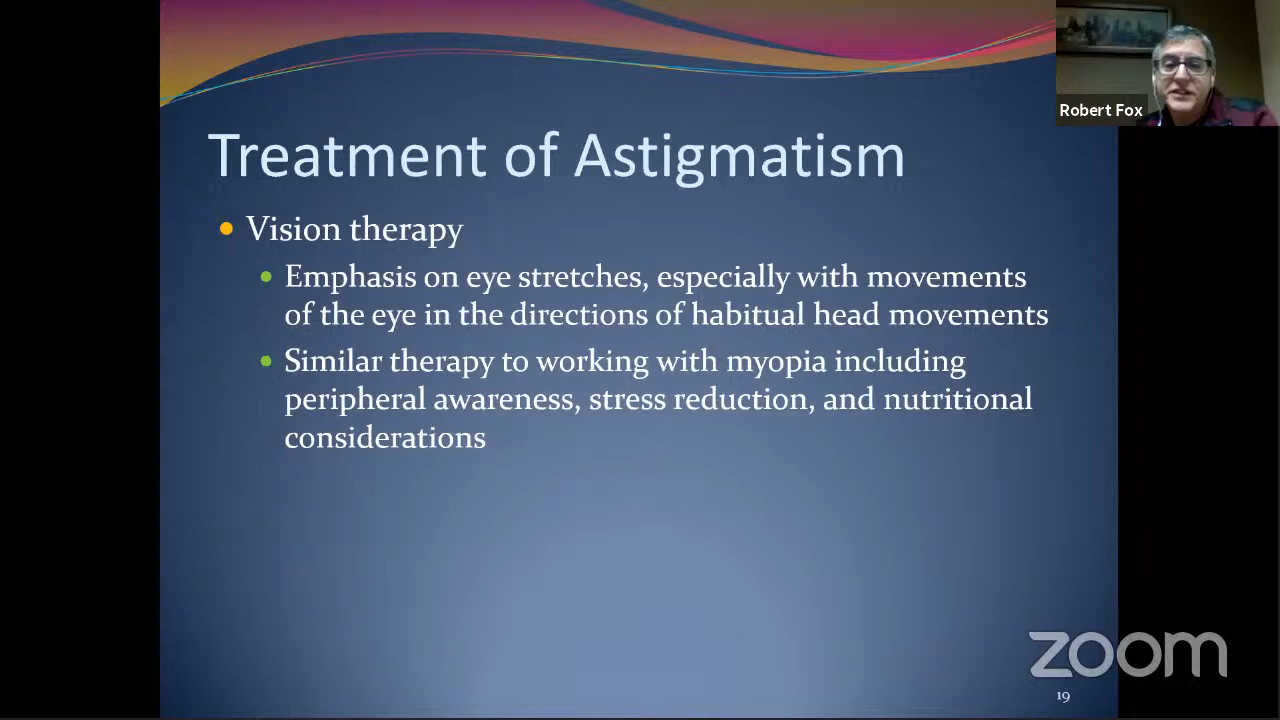 Robert Fox
Treatment of Astigmatism
Vision therapy
Emphasis on eye stretches, especially with movements
of the eye in the directions of habitual head movements
Similar therapy to working with myopia including
peripheral awareness, stress reduction, and nutritional
considerations
zoom
19